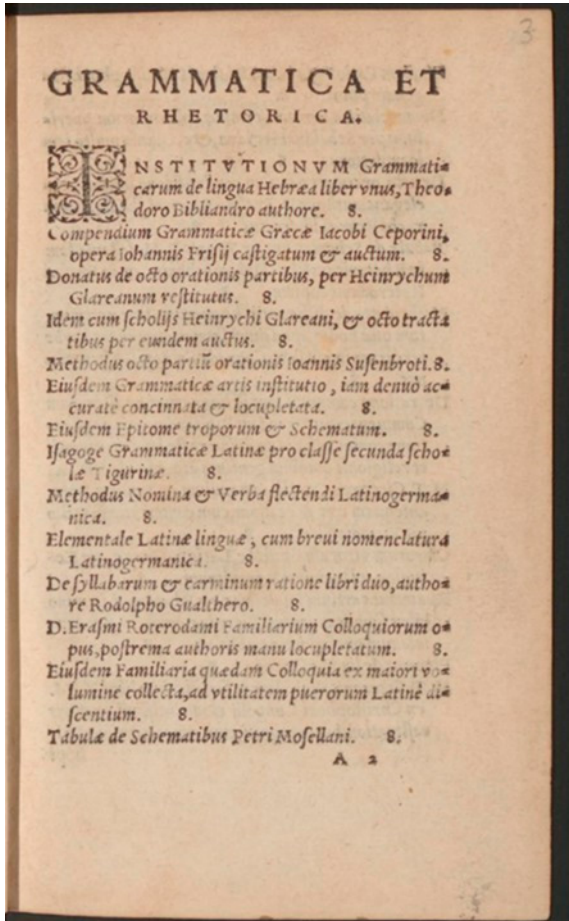 3
GRAMMATICA ET
RHETORICA.
INSTITVTIONVM Grammati=
carum de lingua Hebræa liber vnus, Theo=
doro Bibliandro authore. 8.
Compendium Grammaticæ Græcæ Iacobi Ceporini,
opera Iohannis Frisij castigatum & auctum. 8.
Donatus de octo orationis partibus, per Heinrychum
Glareanum restitutus. 8.
Idem cum scholijs Heinrychi Glareani, & octo tracta
tibus per eundem auctus. 8.
Methodus octo partiū orationis Ioannis Susenbroti. 8.
Eiusdem Grammaticæ artis institutio, iam denuò ac=
curatè concinnata & locupletata. 8.
Eiusdem Epitome troporum & Schematum. 8.
Isagoge Grammaticæ Latinæ pro classe secunda scho=
læ Tigurinæ. 8.
Methodus Nomina & Verba flectendi Latinogerma=
nica. 8.
Elementale Latinæ linguæ, cum breui nomenclatura
Latinogermanica. 8.
De syllabarum & carminum ratione libri duo, autho=
re Rodolpho Gualthero. 8.
D. Erasmi Roterodami Familiarium Colloquiorum o=
pus, postrema authoris manu locupletatum. 8.
Eiusdem Familiaria quædam Colloquia ex maiori vo=
lumine collecta, ad vtilitatem puerorum Latinè di=
scentium. 8.
Tabulæ de Schematibus Petri Mosellani. 8.
A 2